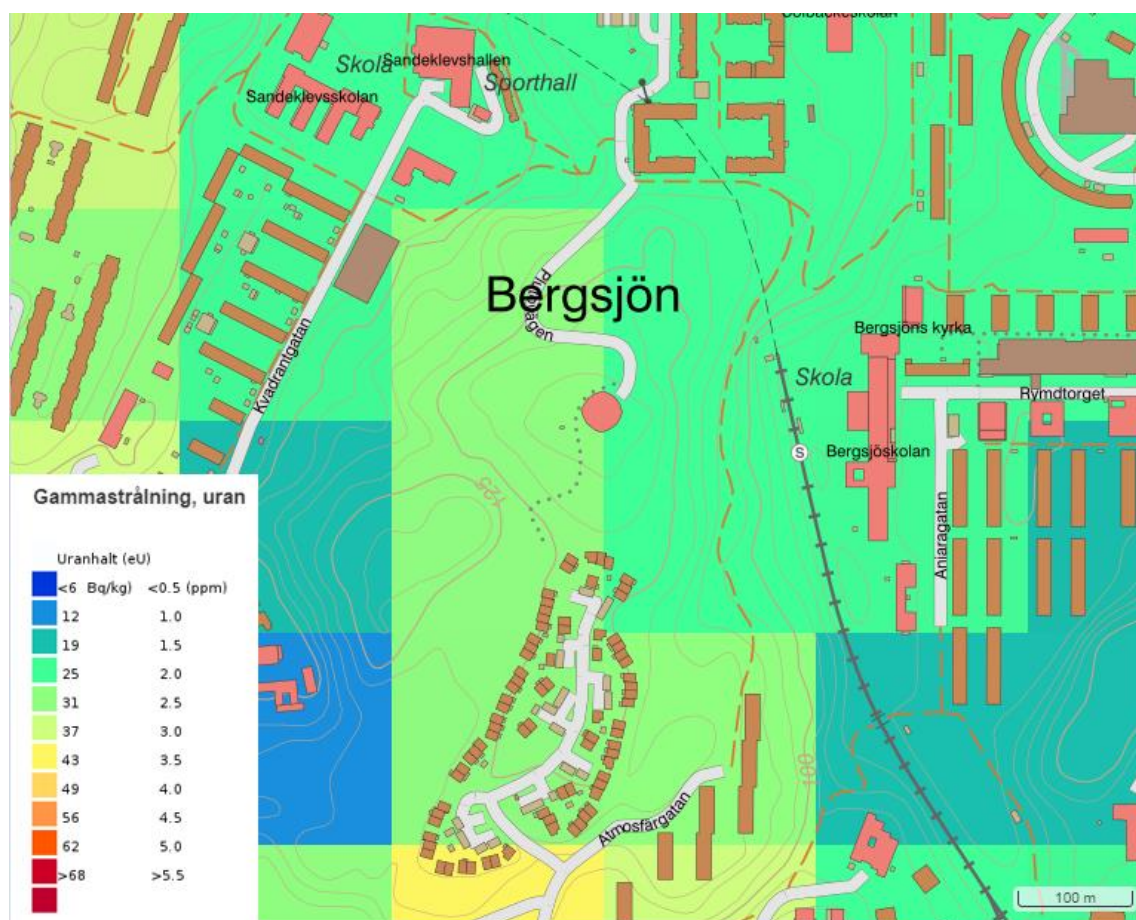 Solbackeskolan
Sandeklevshallen
Skola
Sporthall
Sandeklevsskolan
Bergsjön
Plutovägen
Bergsjöns kyrka
Kvadrantgatan
Skola
Rymdtorget
S
Bergsjöskolan
125
Aniaragatan
Atmosfärgatan
100
100 m
Gammastrålning, uran
Uranhalt (eU)
<6 Bq/kg) <0.5 (ppm)
12 1.0
19 1.5
25 2.0
31 2.5
37 3.0
43 3.5
49 4.0
56 4.5
62 5.0
>68 >5.5